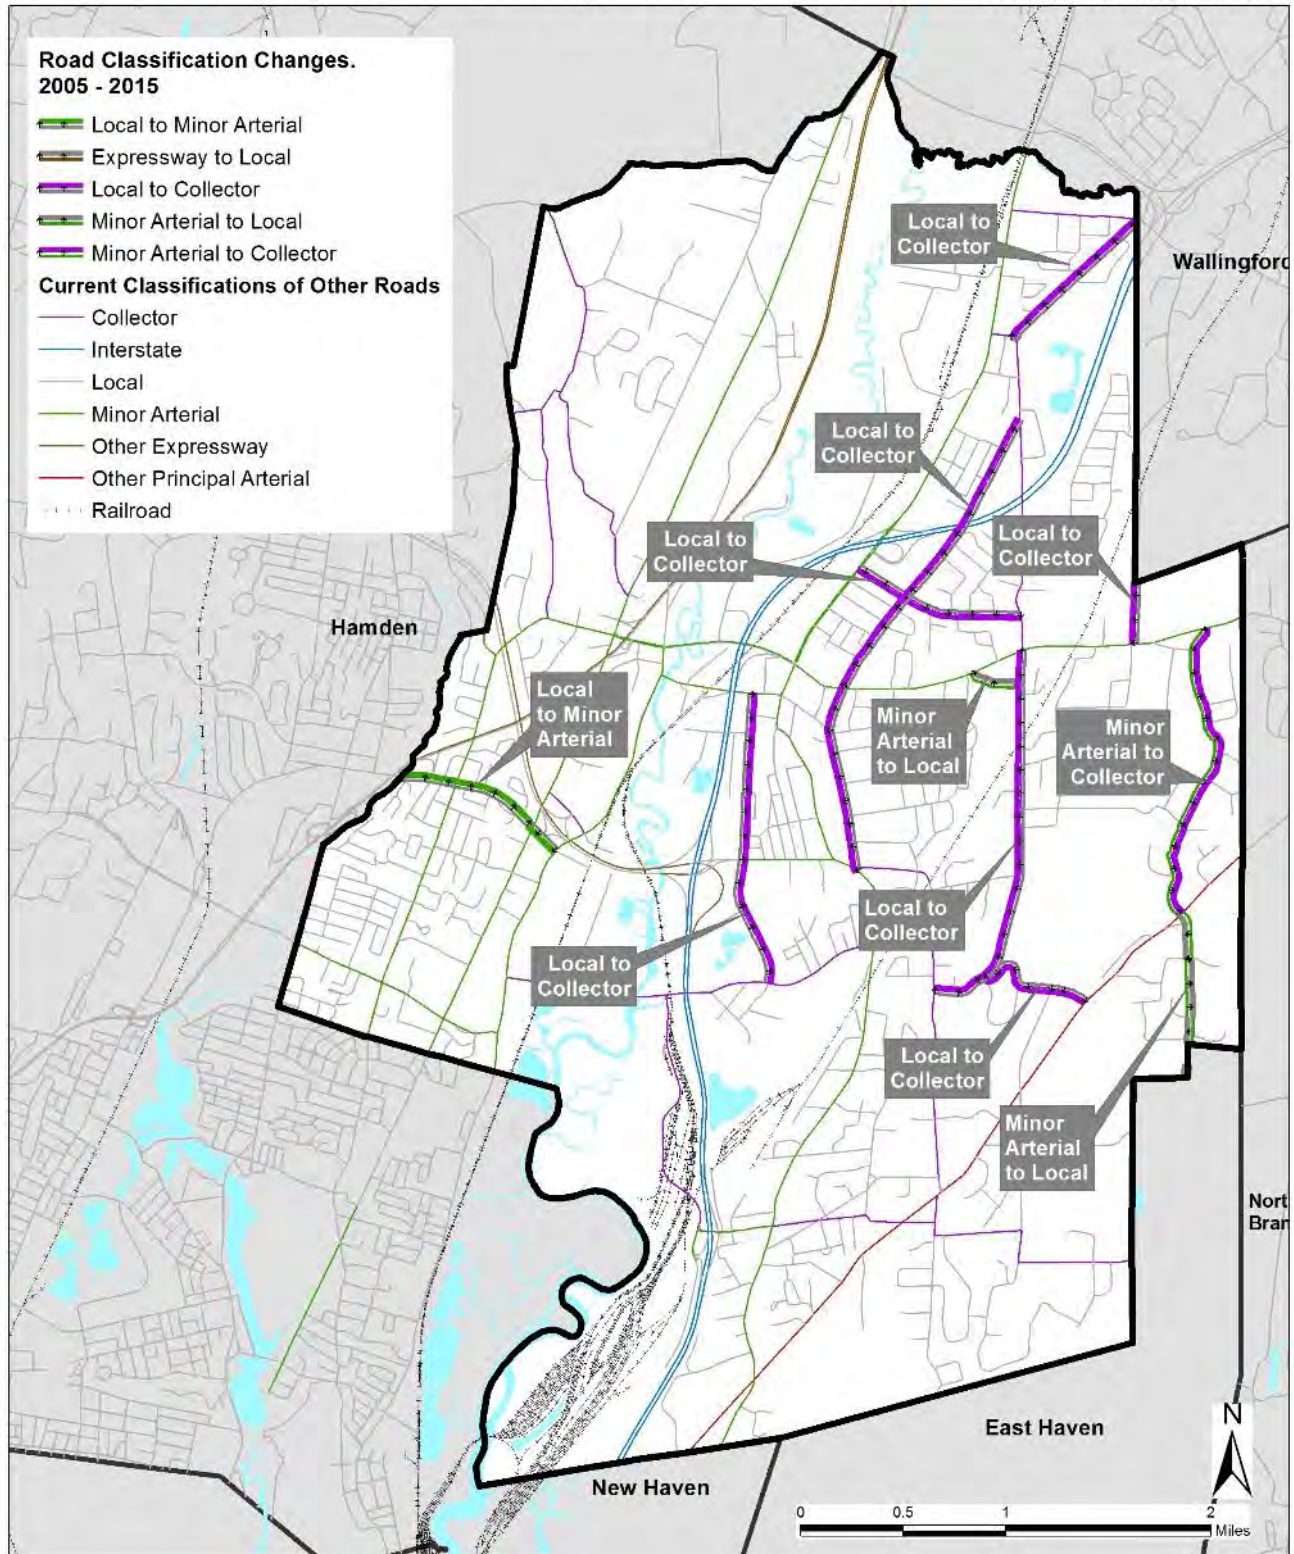 Road Classification Changes.
2005 - 2015
Local to Minor Arterial
Expressway to Local
Local to Collector
Minor Arterial to Local
Minor Arterial to Collector
Current Classifications of Other Roads
Collector
Interstate
Local
Minor Arterial
Other Expressway
Other Principal Arterial
Railroad
Local to
Collector
Wallingford
Local to
Collector
Local to
Collector
Local to
Collector
Hamden
Local
to Minor
Arterial
Minor
Arterial
to Local
Minor
Arterial to
Collector
Local to
Collector
Local to
Collector
Local to
Collector
Minor
Arterial
to Local
Nort
Bran
East Haven
New Haven
N
0 0.5 1 2
Miles